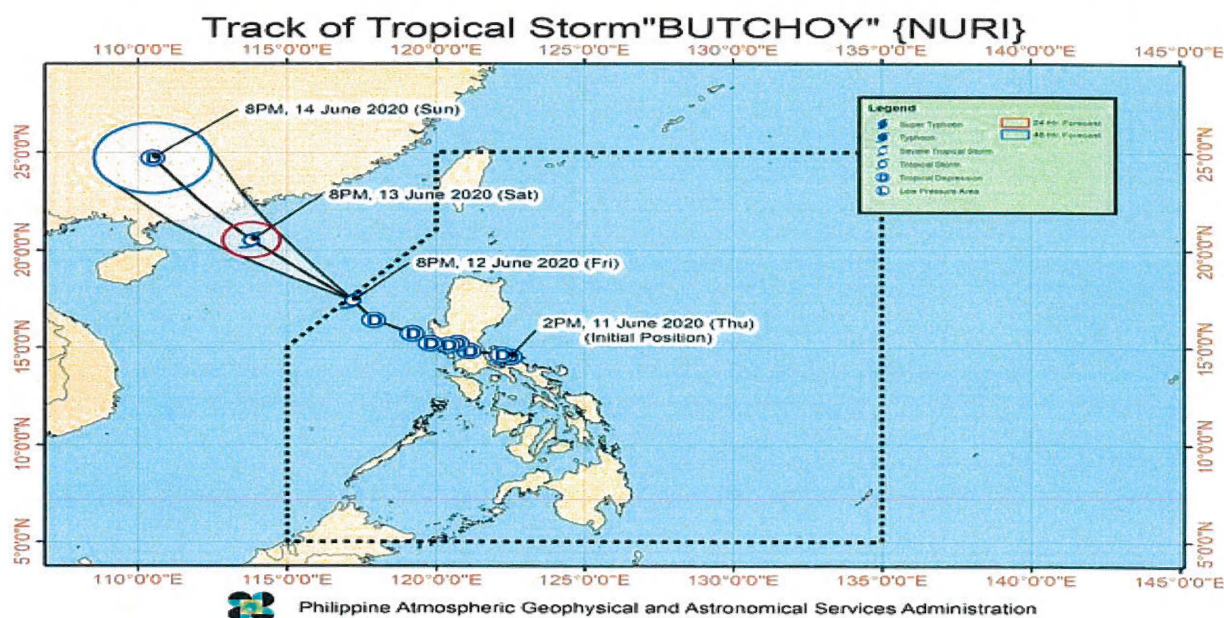 Track of Tropical Storm"BUTCHOY" {NURI}
110°0'0"E 115°0'0"E 120°0'0"E 125°0'0"E 130°0'0"E 135°0'0"E 140°0'0"E 145°0'0"E
8PM, 14 June 2020 (Sun)
8PM, 13 June 2020 (Sat)
8PM, 12 June 2020 (Fri)
2PM, 11 June 2020 (Thu)
(Initial Position)
Legend
Super Typhoon
Typhoon
Severe Tropical Storm
Tropical Storm
Tropical Depression
Low Pressure Area
24 Hr. Forecast
48 Hr. Forecast
25°0'0"N
20°0'0"N
15°0'0"N
10°0'0"N
5°0'0"N
25°0'0"N
20°0'0"N
15°0'0"N
10°0'0"N
5°0'0"N
110°0'0"E 115°0'0"E 120°0'0"E 125°0'0"E 130°0'0"E 135°0'0"E 140°0'0"E 145°0'0"E
Philippine Atmospheric Geophysical and Astronomical Services Administration